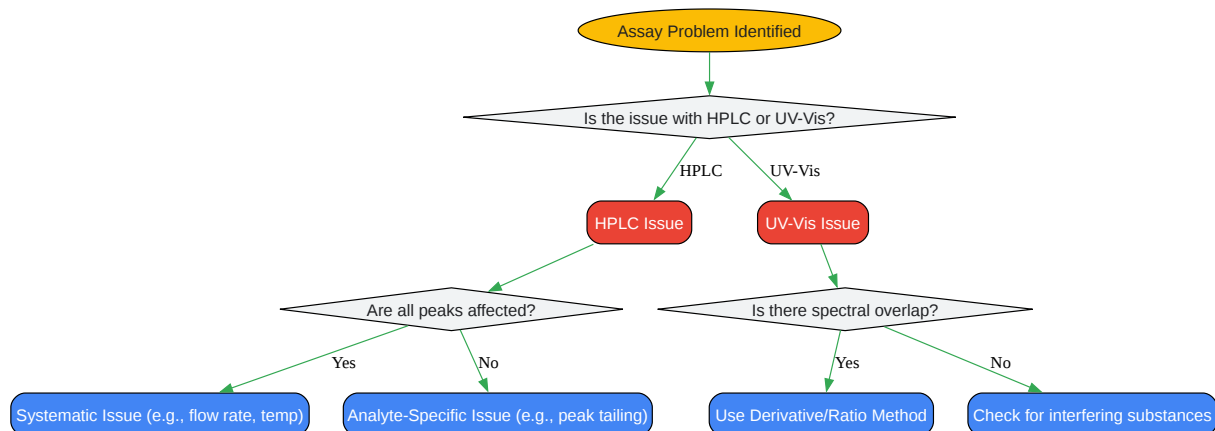 Assay Problem Identified
Is the issue with HPLC or UV-Vis?
HPLC
UV-Vis
HPLC Issue
UV-Vis Issue
Are all peaks affected?
Is there spectral overlap?
Yes
No
Yes
No
Systematic Issue (e.g., flow rate, temp)
Analyte-Specific Issue (e.g., peak tailing)
Use Derivative/Ratio Method
Check for interfering substances